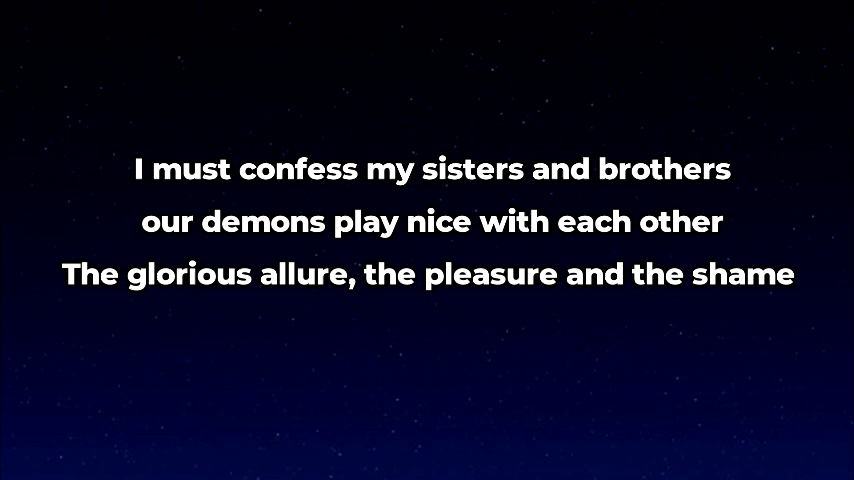 I must confess my sisters and brothers
our demons play nice with each other
The glorious allure, the pleasure and the shame